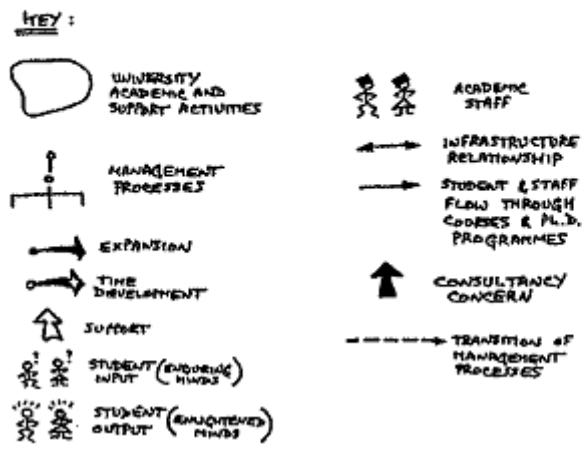 KEY :
UNIVERSITY
ACADEMIC AND
SUPPORT ACTIVITIES
MANAGEMENT
PROCESSES
EXPANSION
TIME
DEVELOPMENT
SUPPORT
STUDENT (ENDURING
INPUT MINDS)
STUDENT (ENLIGHTENED
OUTPUT MINDS)
ACADEMIC
STAFF
INFRASTRUCTURE
RELATIONSHIP
STUDENT & STAFF
FLOW THROUGH
COURSES & PH.D.
PROGRAMMES
CONSULTANCY
CONCERN
TRANSITION OF
MANAGEMENT
PROCESSES